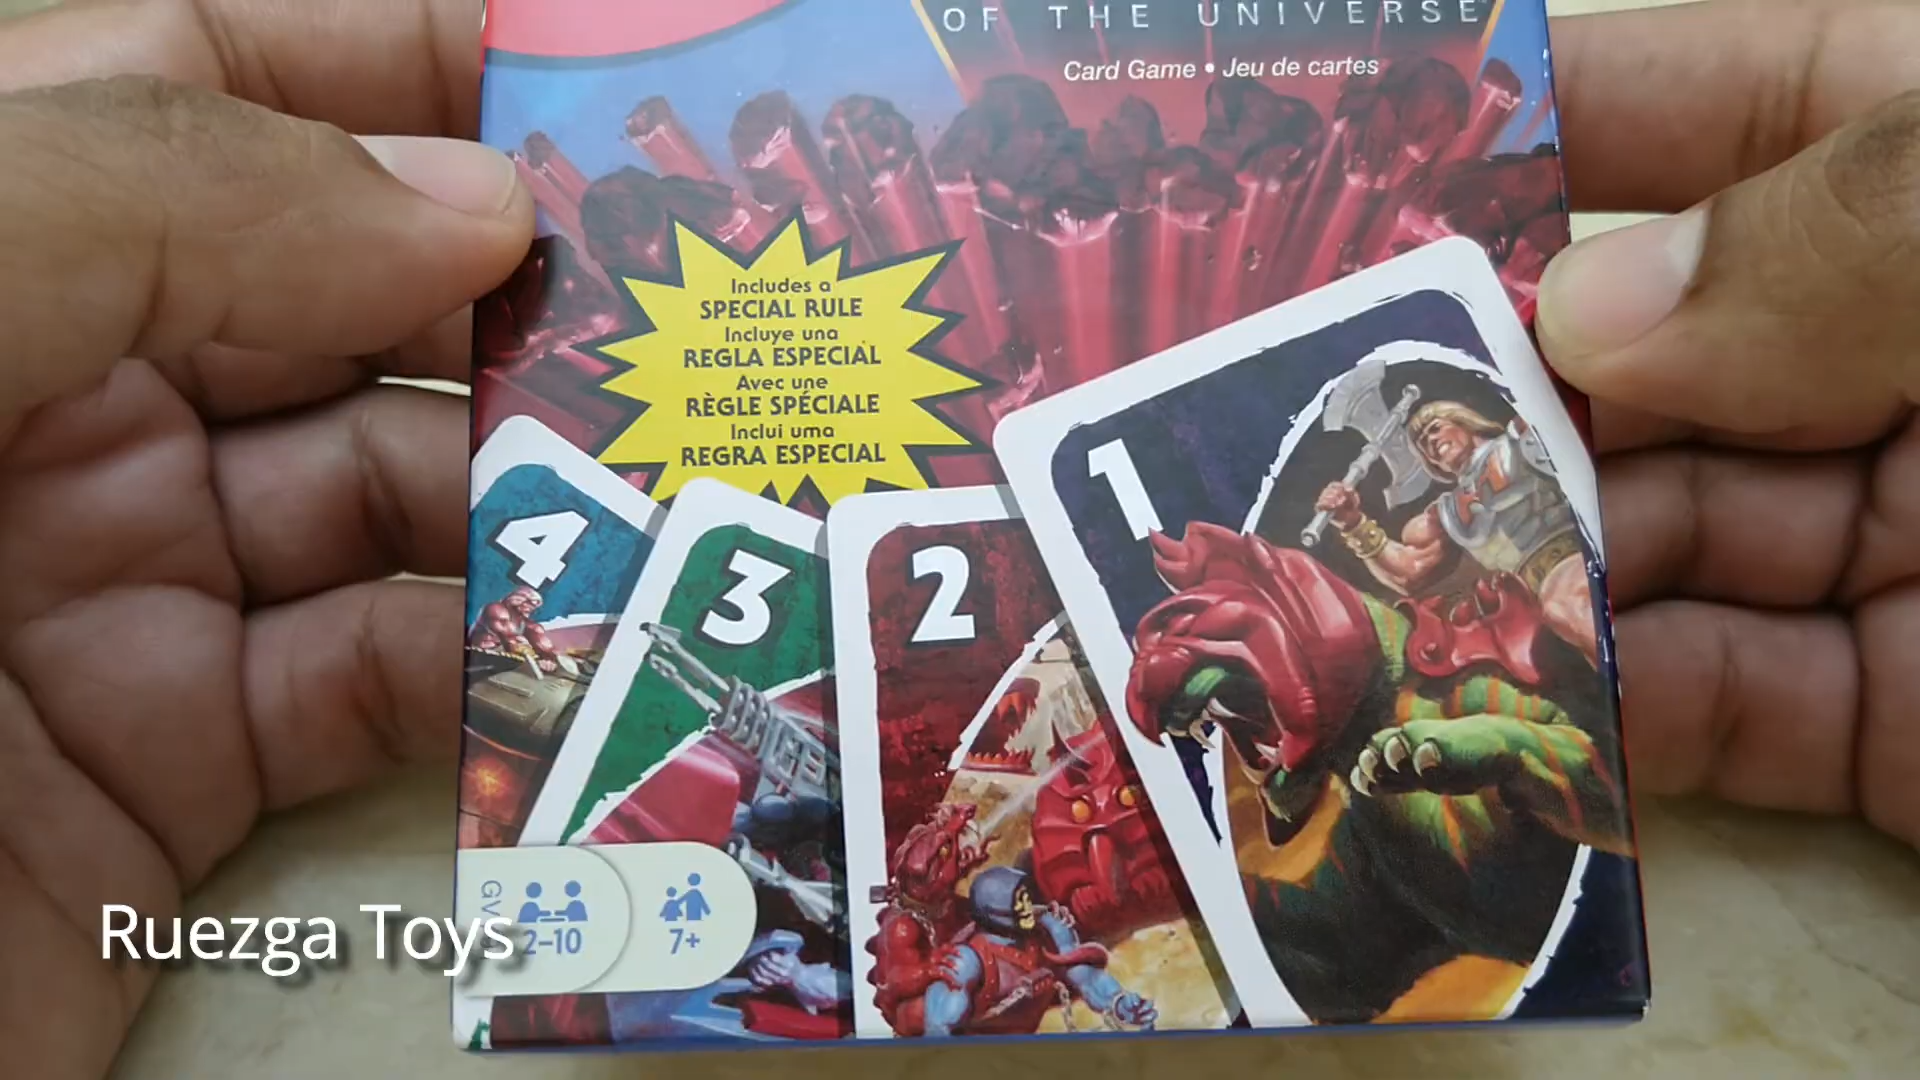 OF THE UNIVERSE
Card Game • Jeu de cartes
Includes a
SPECIAL RULE
Incluye una
REGLA ESPECIAL
Avec une
RÈGLE SPÉCIALE
Inclui uma
REGRA ESPECIAL
1
4
3
2
2–10
7+
Ruezga Toys